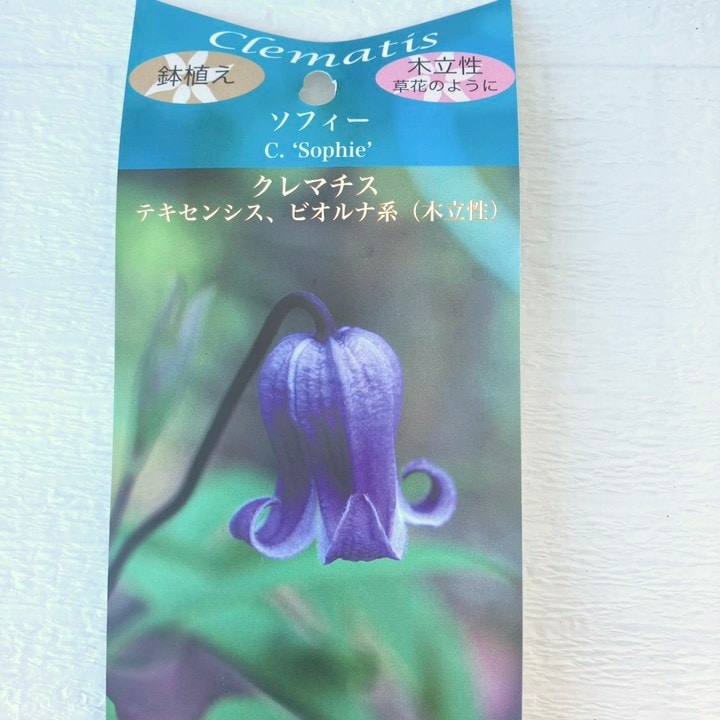 Clematis
鉢植え
木立性
草花のように
ソフィー
C. ‘Sophie’
クレマチス
テキセンシス、ビオルナ系（木立性）